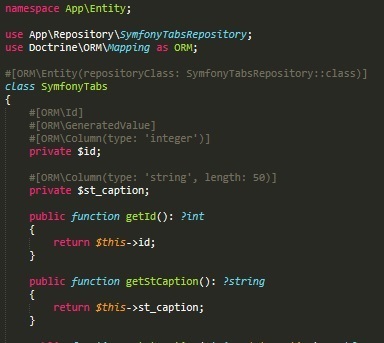 namespace App\Entity;

use App\Repository\SymfonyTabsRepository;
use Doctrine\ORM\Mapping as ORM;

#[ORM\Entity(repositoryClass: SymfonyTabsRepository::class)]
class SymfonyTabs
{
    #[ORM\Id]
    #[ORM\GeneratedValue]
    #[ORM\Column(type: 'integer')]
    private $id;

    #[ORM\Column(type: 'string', length: 50)]
    private $st_caption;

    public function getId(): ?int
    {
        return $this->id;
    }

    public function getStCaption(): ?string
    {
        return $this->st_caption;
    }